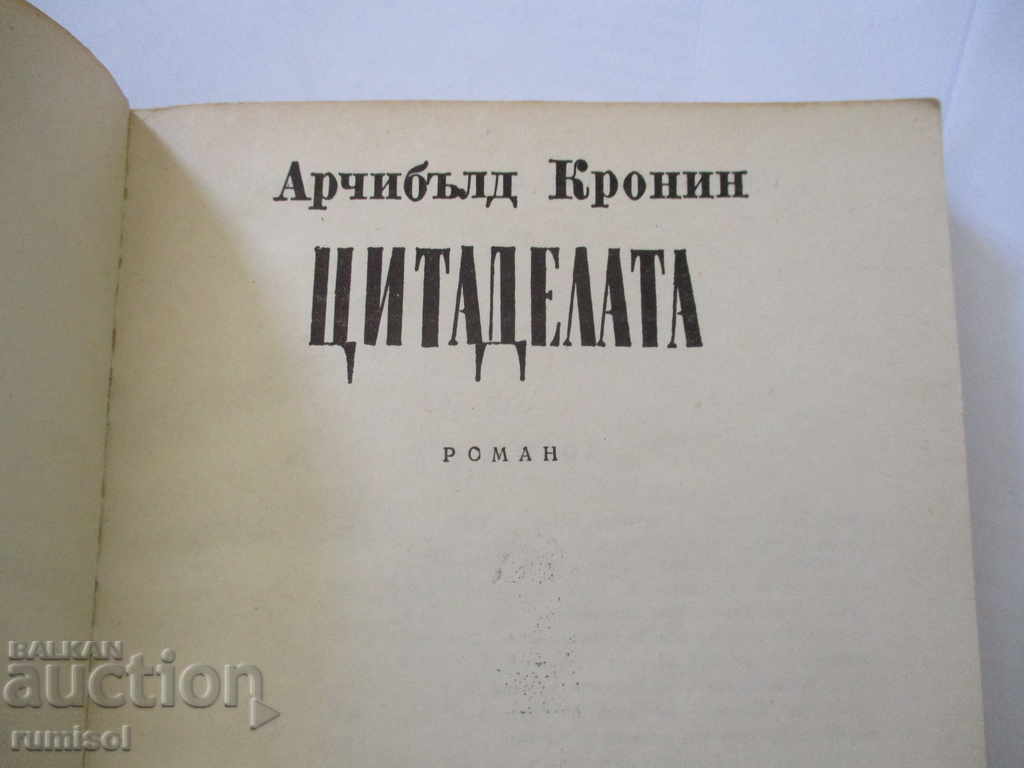 Арчибълд Кронин
ЦИТАДЕЛАТА
РОМАН
BALKAN
auction
rumisol